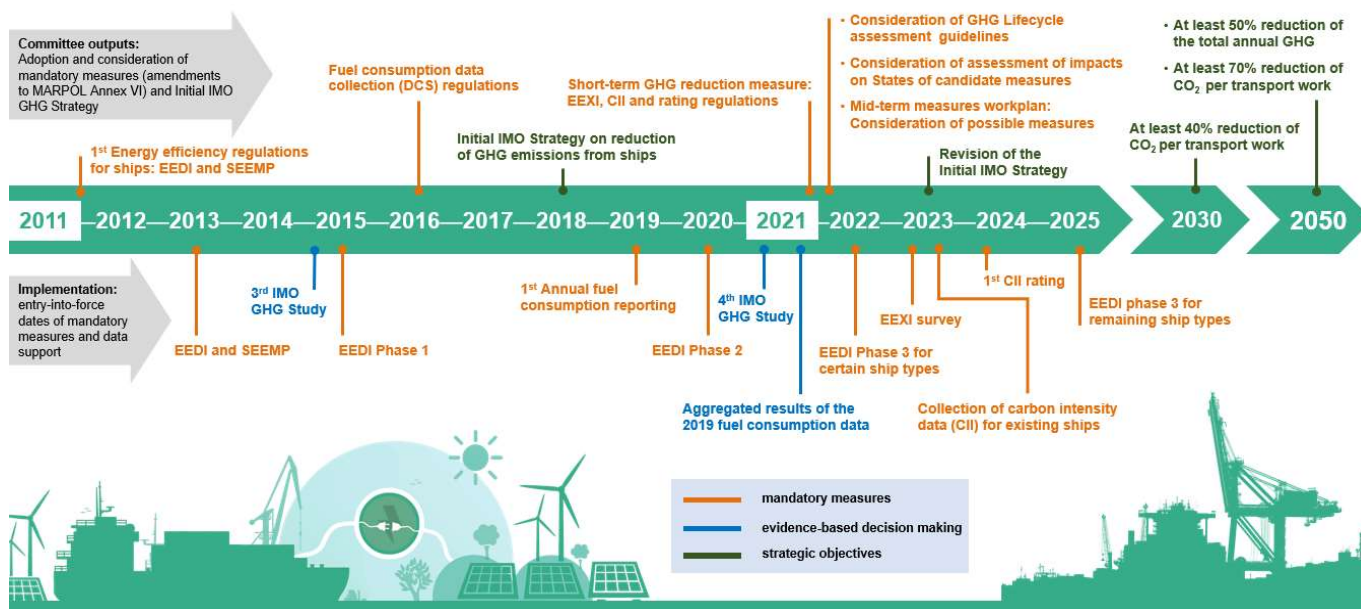 Committee outputs:
Adoption and consideration of
mandatory measures (amendments
to MARPOL Annex VI) and Initial IMO
GHG Strategy
1st Energy efficiency regulations
for ships: EEDI and SEEMP
Fuel consumption data
collection (DCS) regulations
Initial IMO Strategy on reduction
of GHG emissions from ships
Short-term GHG reduction measure:
EEXI, CII and rating regulations
• Consideration of GHG Lifecycle
assessment guidelines
• Consideration of assessment of impacts
on States of candidate measures
• Mid-term measures workplan:
Consideration of possible measures
Revision of the
Initial IMO Strategy
At least 40% reduction of
CO2 per transport work
• At least 50% reduction of
the total annual GHG
• At least 70% reduction of
CO2 per transport work
2011 —2012—2013—2014—2015—2016—2017—2018—2019—2020— 2021 —2022—2023—2024—2025 2030 2050
Implementation:
entry-into-force
dates of mandatory
measures and data
support
EEDI and SEEMP
3rd IMO
GHG Study
EEDI Phase 1
1st Annual fuel
consumption reporting
EEDI Phase 2
4th IMO
GHG Study
Aggregated results of the
2019 fuel consumption data
EEDI Phase 3 for
certain ship types
EEXI survey
Collection of carbon intensity
data (CII) for existing ships
1st CII rating
EEDI phase 3 for
remaining ship types
mandatory measures
evidence-based decision making
strategic objectives